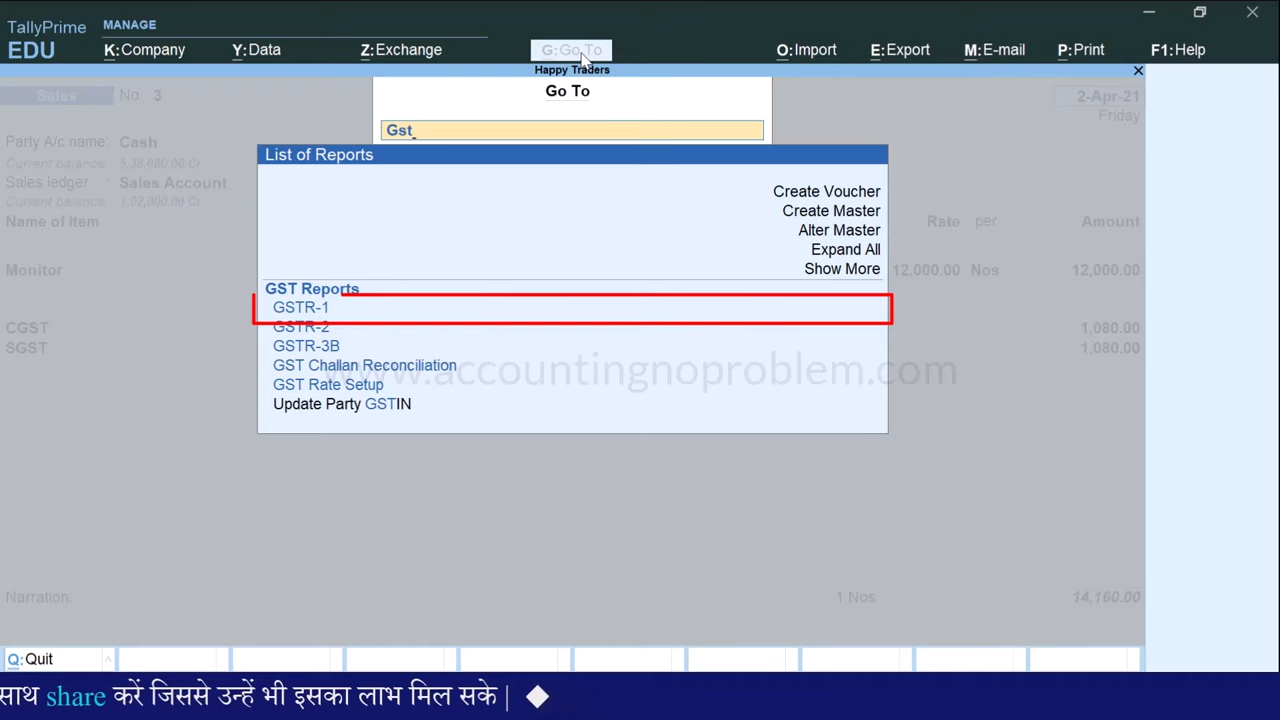 TallyPrime MANAGE
EDU K:Company Y:Data Z:Exchange G:Go To O:Import E:Export M:E-mail P:Print F1:Help
Happy Traders
Sales No 3 Go To 2-Apr-21
Friday
Gst
Party A/c name: Cash
Current balance: 5,38,080.00 Cr
List of Reports
Sales ledger : Sales Account
Current balance: 1,02,000.00 Cr
Create Voucher
Create Master
Alter Master
Expand All
Show More
Name of Item Rate per Amount
Monitor 12,000.00 Nos 12,000.00
GST Reports
GSTR-1
GSTR-2
GSTR-3B
GST Challan Reconciliation
GST Rate Setup
Update Party GSTIN
CGST 1,080.00
SGST 1,080.00
www.accountingnoproblem.com
Narration: 1 Nos 14,160.00
Q:Quit
साथ share करें जिससे उन्हें भी इसका लाभ मिल सके |